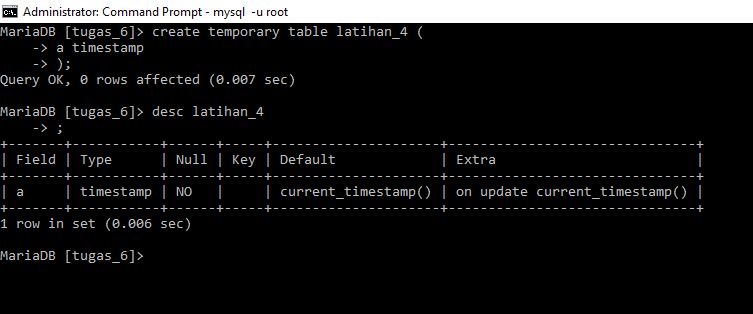 Administrator: Command Prompt - mysql  -u root
MariaDB [tugas_6]> create temporary table latihan_4 (
    -> a timestamp
    -> );
Query OK, 0 rows affected (0.007 sec)
MariaDB [tugas_6]> desc latihan_4
    -> ;
+-------+-----------+------+-----+---------------------+-------------------------------+
| Field | Type      | Null | Key | Default             | Extra                         |
+-------+-----------+------+-----+---------------------+-------------------------------+
| a     | timestamp | NO   |     | current_timestamp() | on update current_timestamp() |
+-------+-----------+------+-----+---------------------+-------------------------------+
1 row in set (0.006 sec)
MariaDB [tugas_6]>